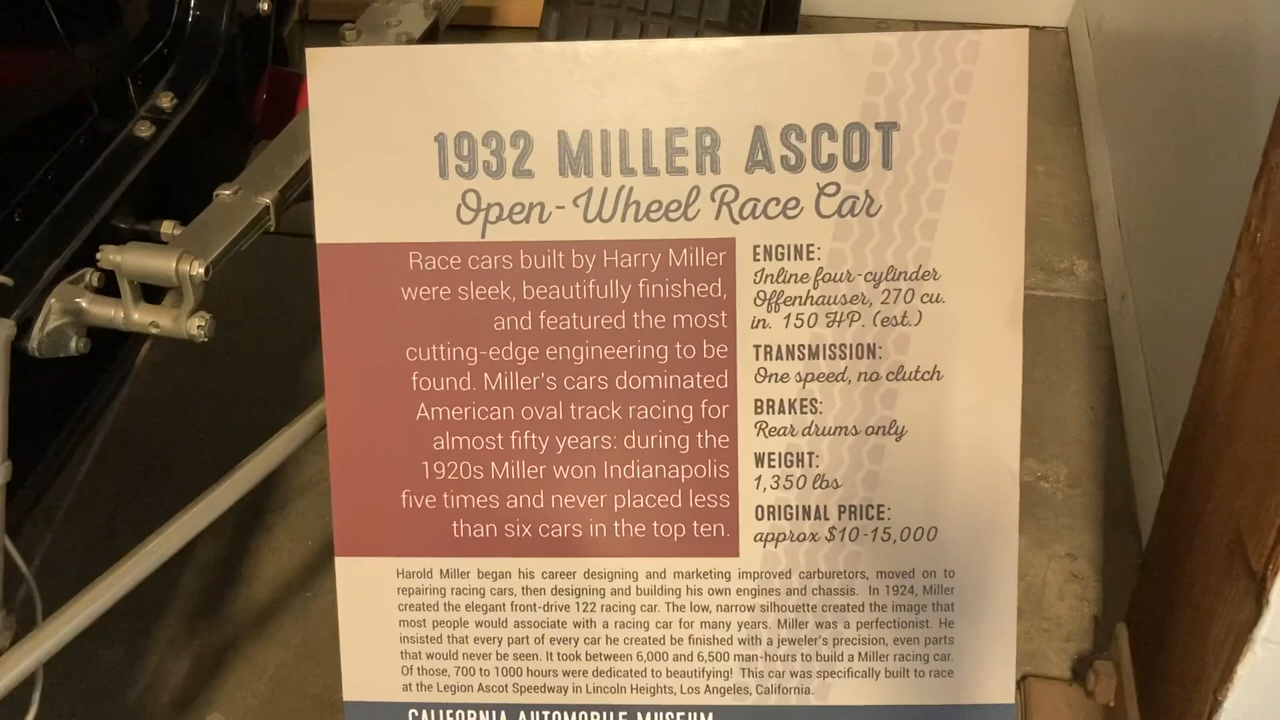 1932 MILLER ASCOT
Open-Wheel Race Car
Race cars built by Harry Miller
were sleek, beautifully finished,
and featured the most
cutting-edge engineering to be
found. Miller's cars dominated
American oval track racing for
almost fifty years: during the
1920s Miller won Indianapolis
five times and never placed less
than six cars in the top ten.
ENGINE:
Inline four-cylinder
Offenhauser, 270 cu.
in. 150 HP. (est.)
TRANSMISSION:
One speed, no clutch
BRAKES:
Rear drums only
WEIGHT:
1,350 lbs
ORIGINAL PRICE:
approx $10-15,000
Harold Miller began his career designing and marketing improved carburetors, moved on to
repairing racing cars, then designing and building his own engines and chassis. In 1924, Miller
created the elegant front-drive 122 racing car. The low, narrow silhouette created the image that
most people would associate with a racing car for many years. Miller was a perfectionist. He
insisted that every part of every car he created be finished with a jeweler's precision, even parts
that would never be seen. It took between 6,000 and 6,500 man-hours to build a Miller racing car.
Of those, 700 to 1000 hours were dedicated to beautifying! This car was specifically built to race
at the Legion Ascot Speedway in Lincoln Heights, Los Angeles, California.
CALIFORNIA AUTOMOBILE MUSEUM